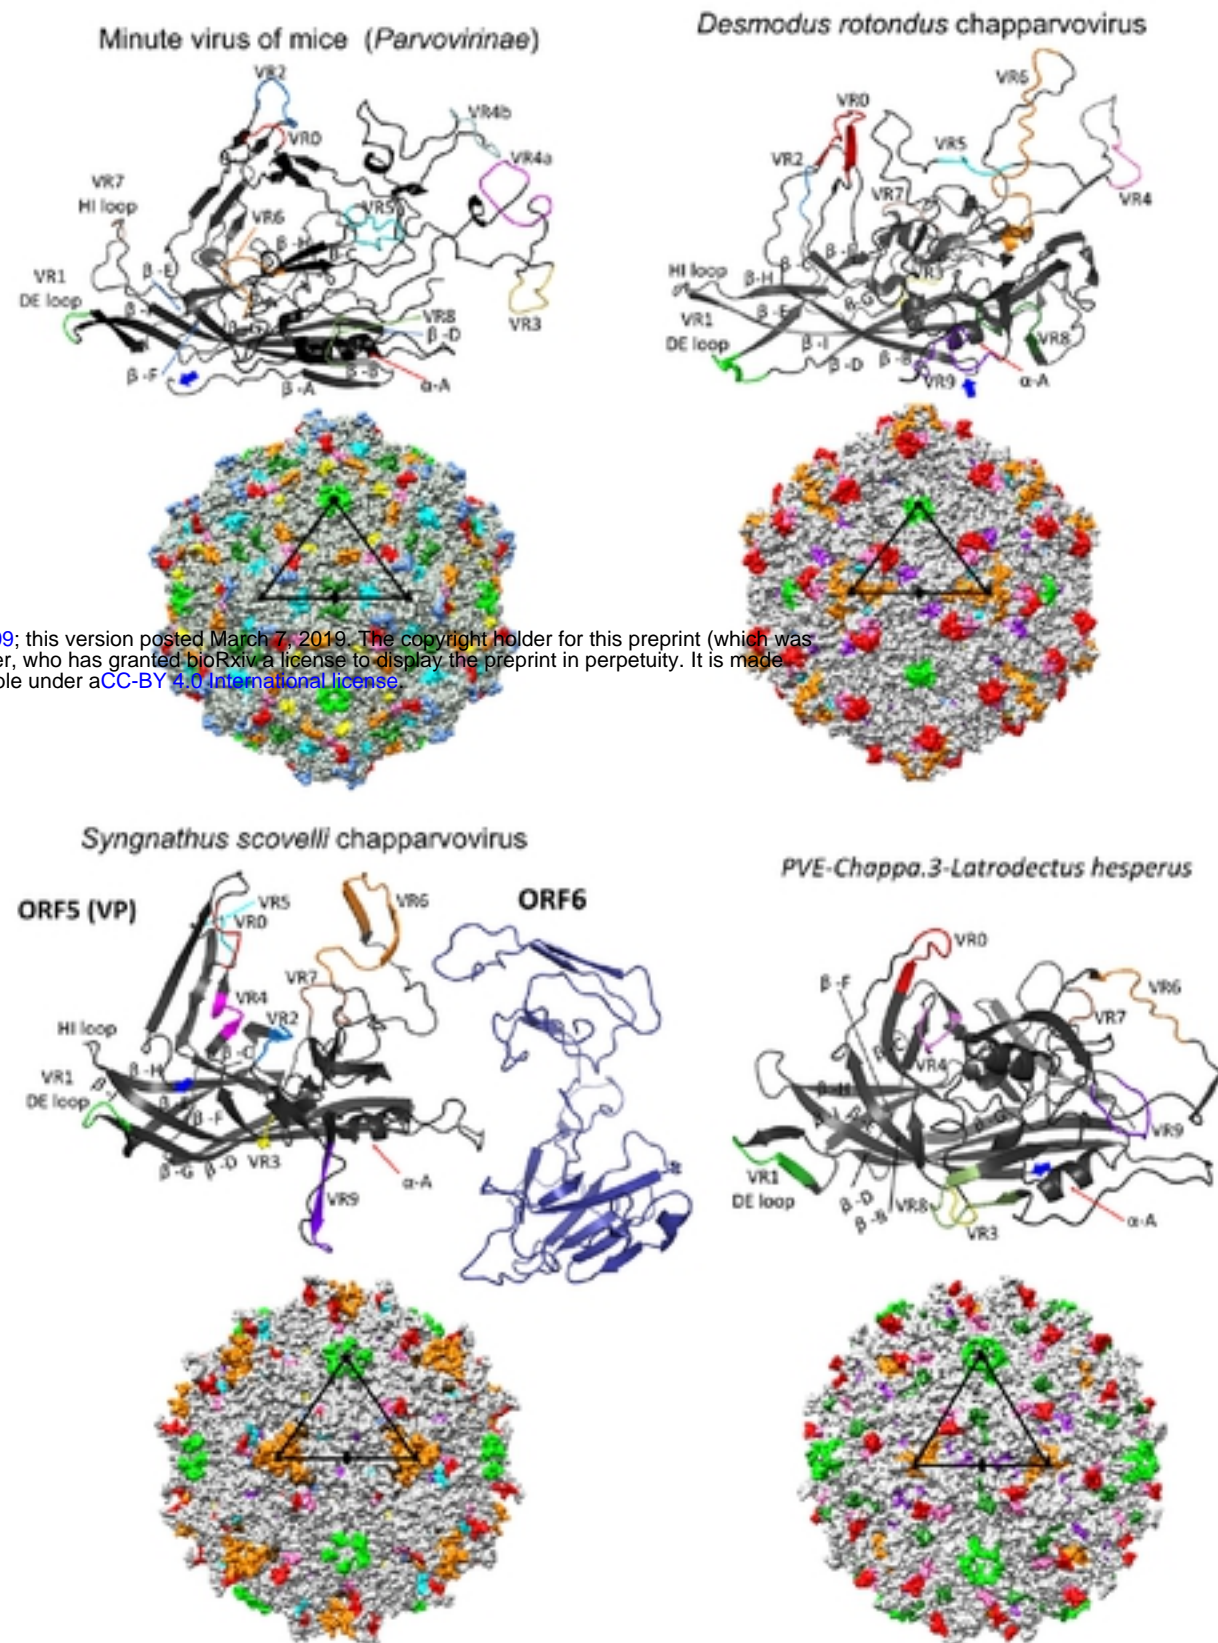 Minute virus of mice (Parvovirinae)
VR2
VR0
VR4b
VR4a
VR7
HI loop
VR6
VR5
β-H
β-E
VR1
DE loop
β-G
VR3
VR8
β-D
β-F
β-B
β-A
α-A
Desmodus rotondus chapparvovirus
VR6
VR0
VR2
VR5
VR7
VR4
HI loop
β-H
VR3
β-G
VR1
β-E
DE loop
β-I
β-D
β-B
VR8
VR9
α-A
09; this version posted March 7, 2019. The copyright holder for this preprint (which was
er, who has granted bioRxiv a license to display the preprint in perpetuity. It is made
ble under aCC-BY 4.0 International license.
Syngnathus scovelli chapparvovirus
ORF5 (VP)
VR5
VR0
VR6
VR7
VR4
VR2
HI loop
β-C
β-H
VR1
DE loop
β-F
β-G
β-D
VR3
α-A
VR9
ORF6
PVE-Chappa.3-Latrodectus hesperus
VR0
β-F
VR6
VR7
β-C
VR4
β-H
β-G
VR9
VR1
DE loop
β-D
β-B
VR8
VR3
α-A